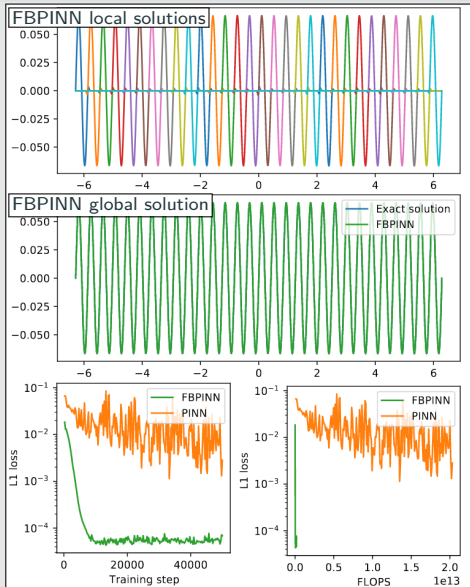 FBPINN local solutions
0.050
0.025
0.000
−0.025
−0.050
−6 −4 −2 0 2 4 6
FBPINN global solution
0.050
0.025
0.000
−0.025
−0.050
Exact solution
FBPINN
−6 −4 −2 0 2 4 6
10⁻¹
10⁻²
10⁻³
10⁻⁴
L1 loss
FBPINN
PINN
0 20000 40000
Training step
10⁻¹
10⁻²
10⁻³
10⁻⁴
L1 loss
FBPINN
PINN
0.0 0.5 1.0 1.5 2.0
1e13
FLOPS